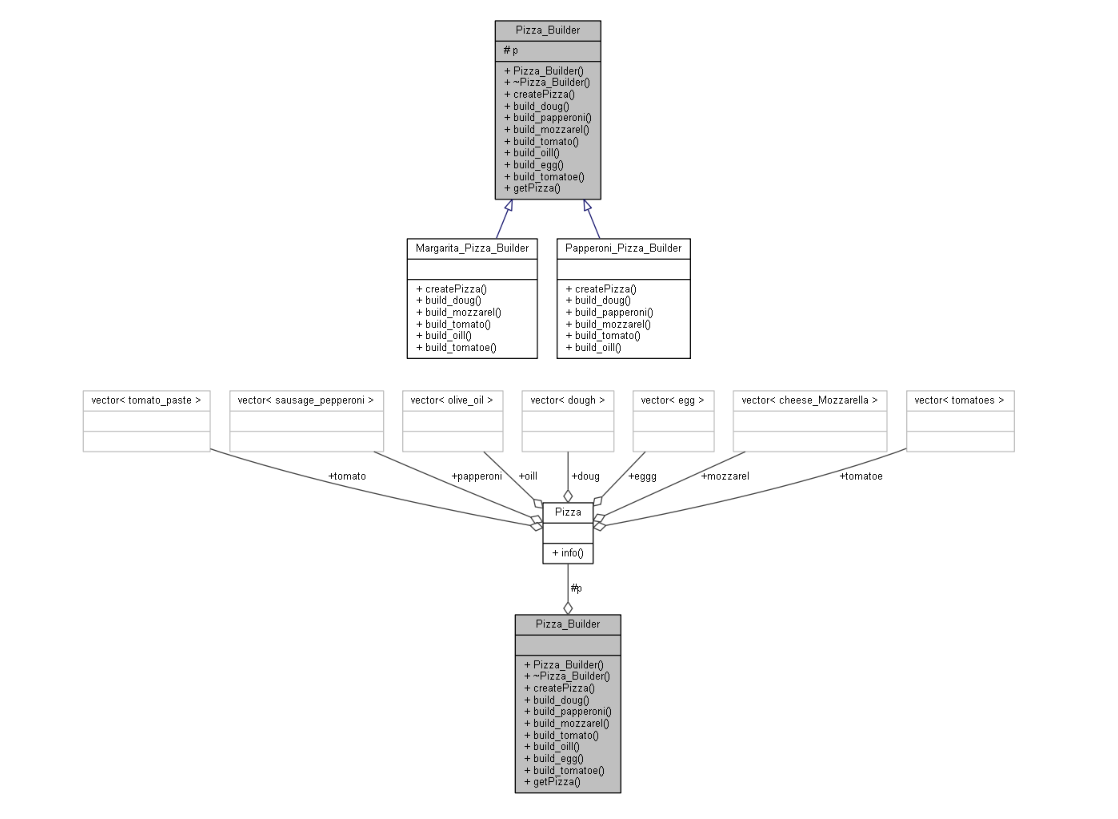 Pizza_Builder
# p
+ Pizza_Builder()
+ ~Pizza_Builder()
+ createPizza()
+ build_doug()
+ build_papperoni()
+ build_mozzarel()
+ build_tomato()
+ build_oill()
+ build_egg()
+ build_tomatoe()
+ getPizza()
Margarita_Pizza_Builder
+ createPizza()
+ build_doug()
+ build_mozzarel()
+ build_tomato()
+ build_oill()
+ build_tomatoe()
Papperoni_Pizza_Builder
+ createPizza()
+ build_doug()
+ build_papperoni()
+ build_mozzarel()
+ build_tomato()
+ build_oill()
vector< tomato_paste >
vector< sausage_pepperoni >
vector< olive_oil >
vector< dough >
vector< egg >
vector< cheese_Mozzarella >
vector< tomatoes >
+tomato
+papperoni
+oill
+doug
+eggg
+mozzarel
+tomatoe
Pizza
+ info()
#p
Pizza_Builder
+ Pizza_Builder()
+ ~Pizza_Builder()
+ createPizza()
+ build_doug()
+ build_papperoni()
+ build_mozzarel()
+ build_tomato()
+ build_oill()
+ build_egg()
+ build_tomatoe()
+ getPizza()